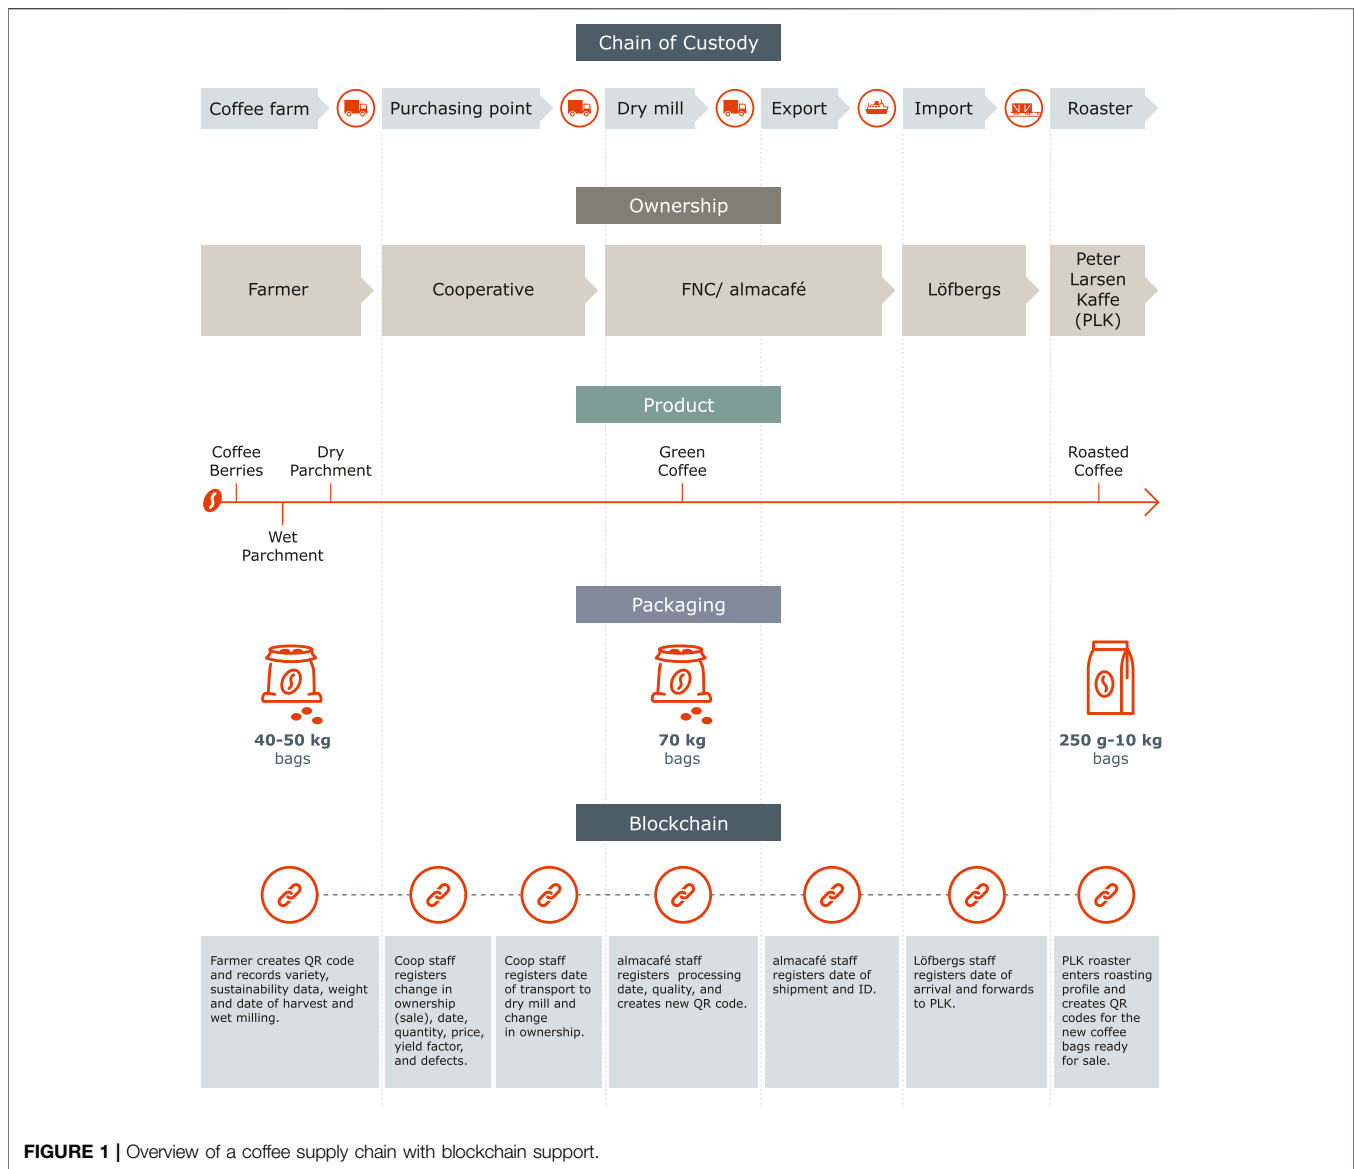 Chain of Custody
Coffee farm
Purchasing point
Dry mill
Export
Import
Roaster
Ownership
Farmer
Cooperative
FNC/ almacafé
Löfbergs
Peter
Larsen
Kaffe
(PLK)
Product
Coffee
Berries
Dry
Parchment
Green
Coffee
Roasted
Coffee
Wet
Parchment
Packaging
40-50 kg
bags
70 kg
bags
250 g-10 kg
bags
Blockchain
Farmer creates QR code
and records variety,
sustainability data, weight
and date of harvest and
wet milling.
Coop staff
registers
change in
ownership
(sale), date,
quantity, price,
yield factor,
and defects.
Coop staff
registers date
of transport to
dry mill and
change
in ownership.
almacafé staff
registers processing
date, quality, and
creates new QR code.
almacafé staff
registers date of
shipment and ID.
Löfbergs staff
registers date of
arrival and forwards
to PLK.
PLK roaster
enters roasting
profile and
creates QR
codes for the
new coffee
bags ready
for sale.
FIGURE 1 | Overview of a coffee supply chain with blockchain support.